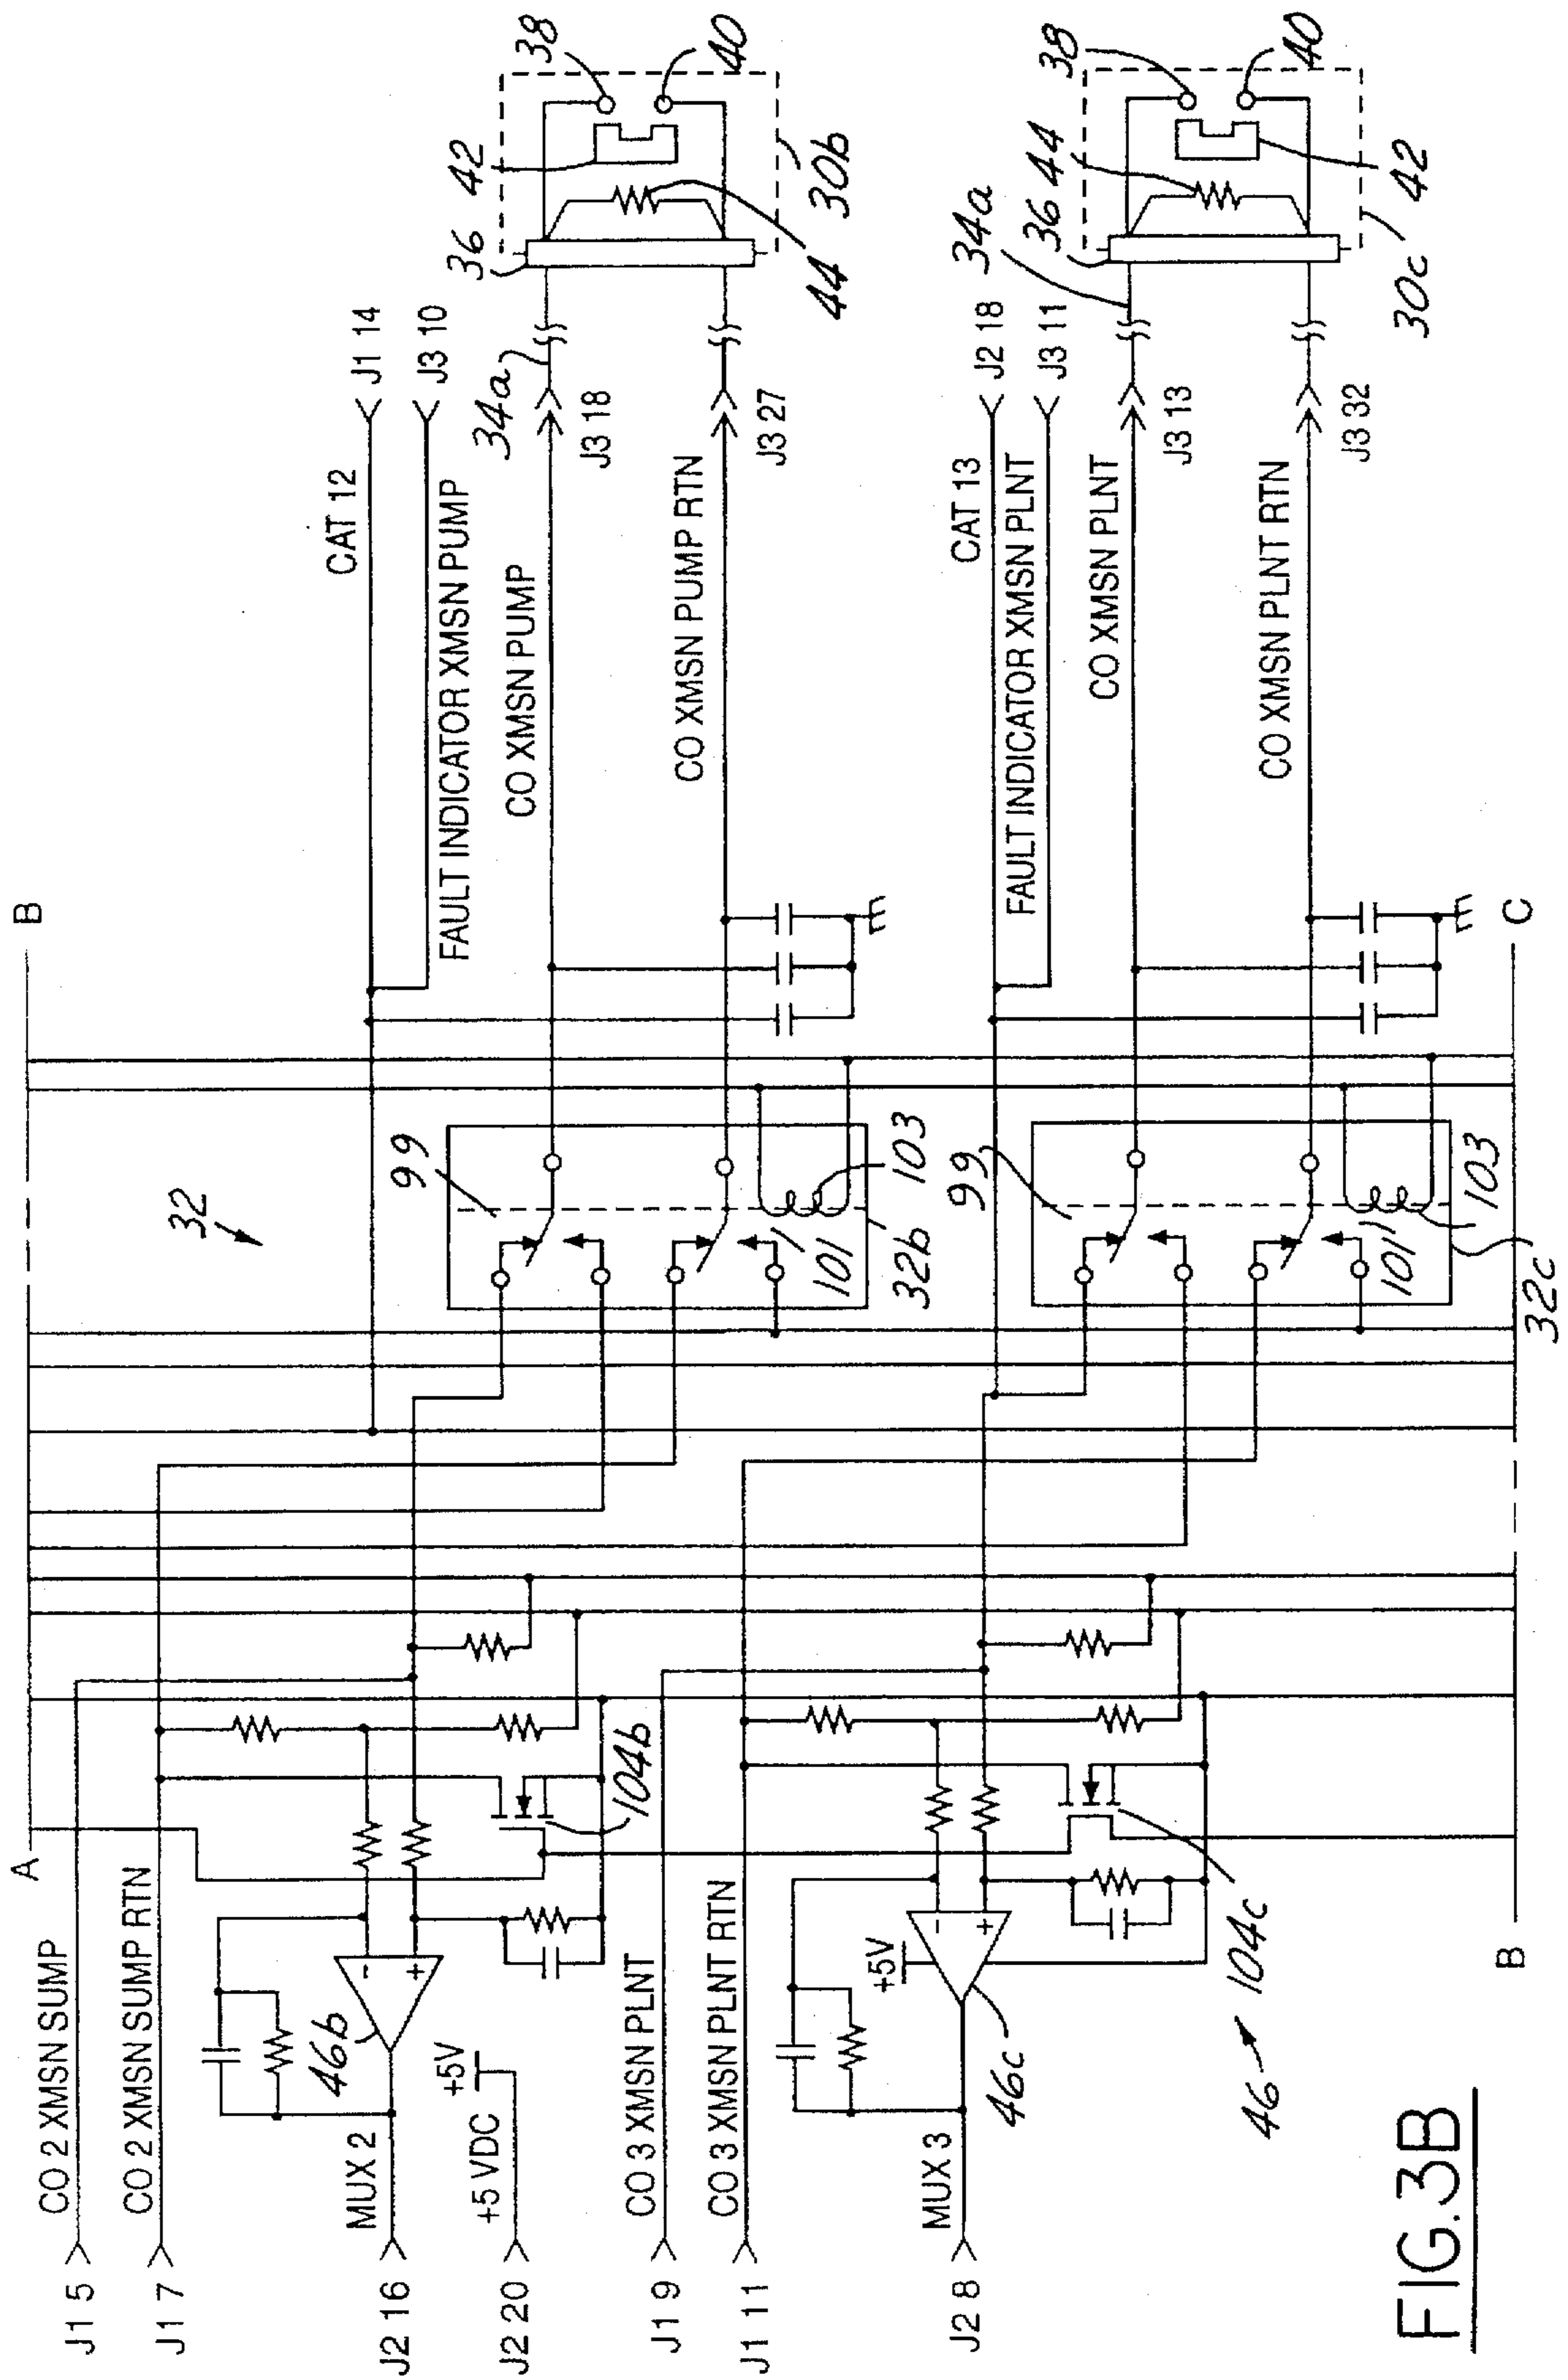 A
B
J1 5
CO 2 XMSN SUMP
J1 7
CO 2 XMSN SUMP RTN
32
CAT 12
J1 14
FAULT INDICATOR XMSN PUMP
J3 10
46b
MUX 2
J2 16
+5V
+5 VDC
J2 20
104b
99
101
103
32b
CO XMSN PUMP
34a
J3 18
CO XMSN PUMP RTN
J3 27
36
42
38
40
44
30b
CO 3 XMSN PLNT
J1 9
CO 3 XMSN PLNT RTN
J1 11
MUX 3
J2 8
+5V
46c
104c
46
-
+
-
+
CAT 13
J2 18
FAULT INDICATOR XMSN PLNT
J3 11
99
101'
103
32c
CO XMSN PLNT
34a
J3 13
CO XMSN PLNT RTN
J3 32
36
44
38
40
42
30c
B
C
FIG.3B